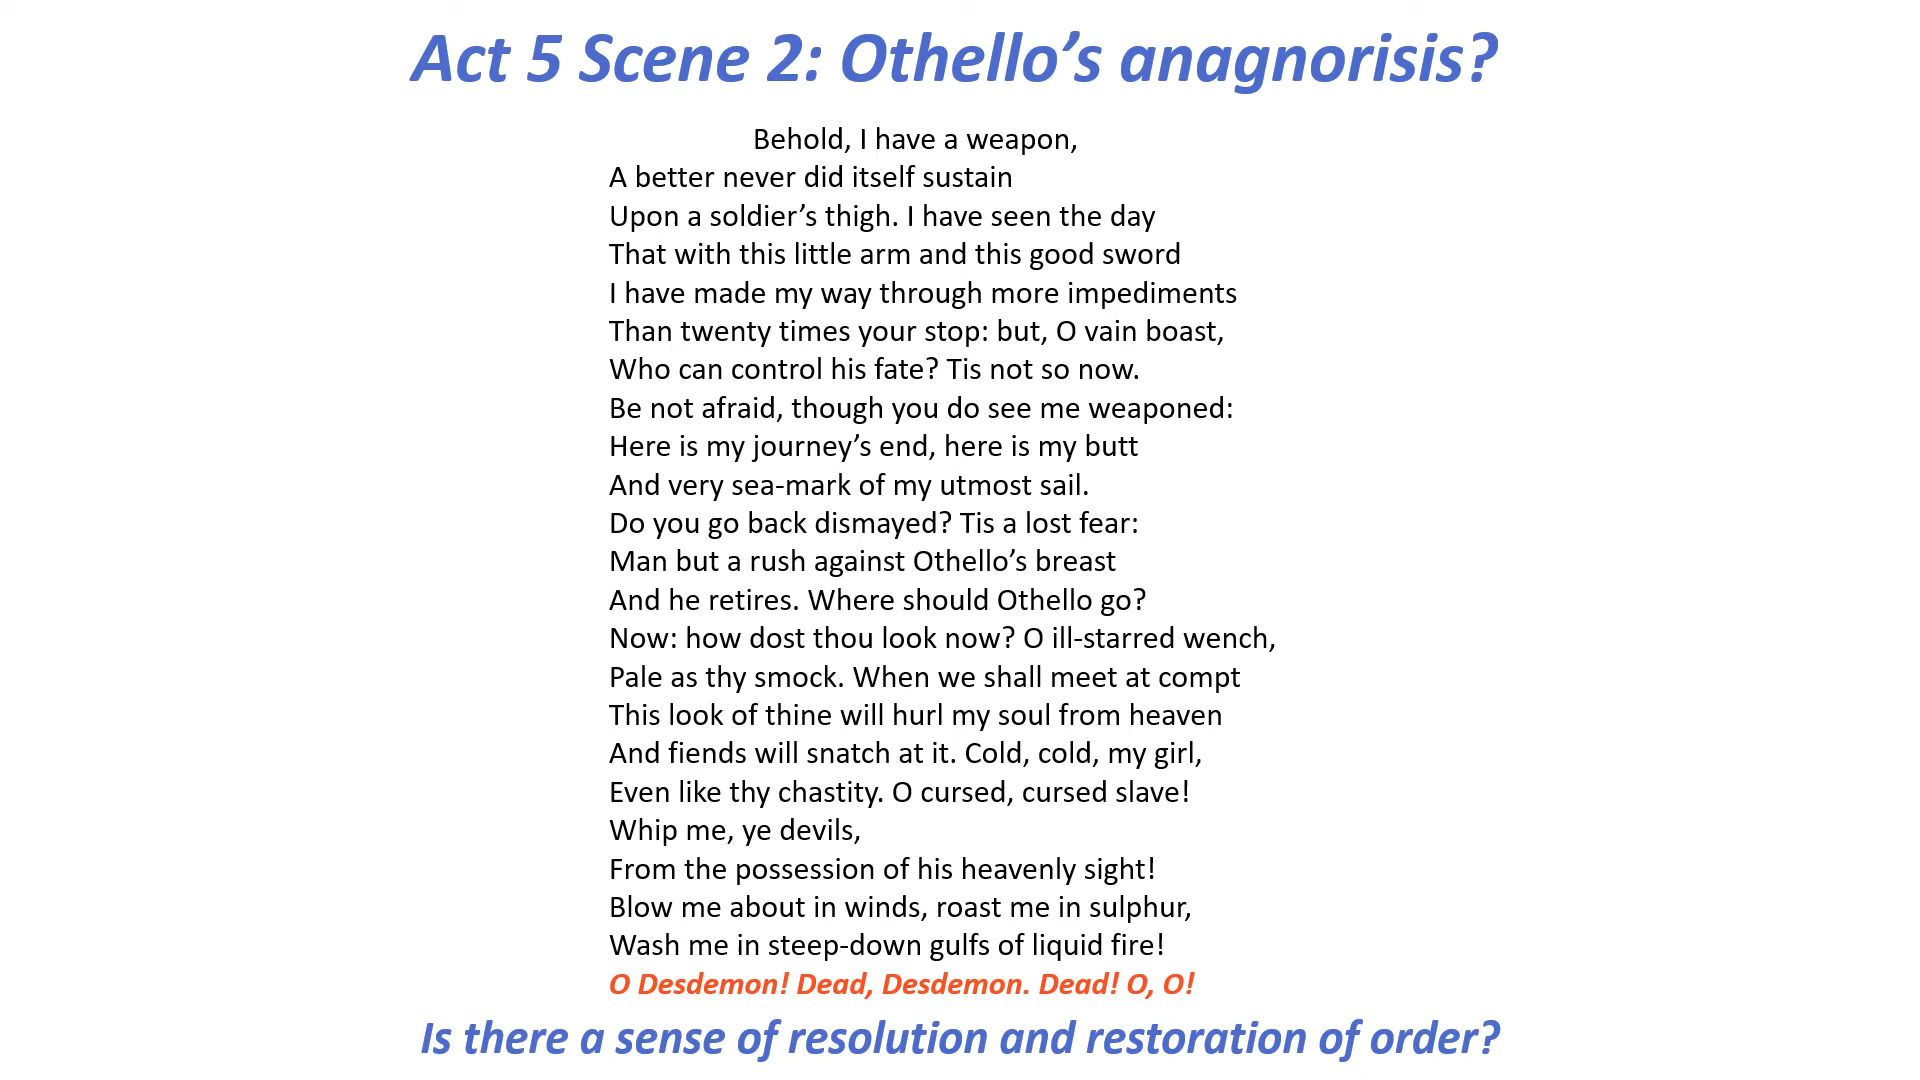 Act 5 Scene 2: Othello’s anagnorisis?
Behold, I have a weapon,
A better never did itself sustain
Upon a soldier’s thigh. I have seen the day
That with this little arm and this good sword
I have made my way through more impediments
Than twenty times your stop: but, O vain boast,
Who can control his fate? Tis not so now.
Be not afraid, though you do see me weaponed:
Here is my journey’s end, here is my butt
And very sea-mark of my utmost sail.
Do you go back dismayed? Tis a lost fear:
Man but a rush against Othello’s breast
And he retires. Where should Othello go?
Now: how dost thou look now? O ill-starred wench,
Pale as thy smock. When we shall meet at compt
This look of thine will hurl my soul from heaven
And fiends will snatch at it. Cold, cold, my girl,
Even like thy chastity. O cursed, cursed slave!
Whip me, ye devils,
From the possession of his heavenly sight!
Blow me about in winds, roast me in sulphur,
Wash me in steep-down gulfs of liquid fire!
O Desdemon! Dead, Desdemon. Dead! O, O!
Is there a sense of resolution and restoration of order?